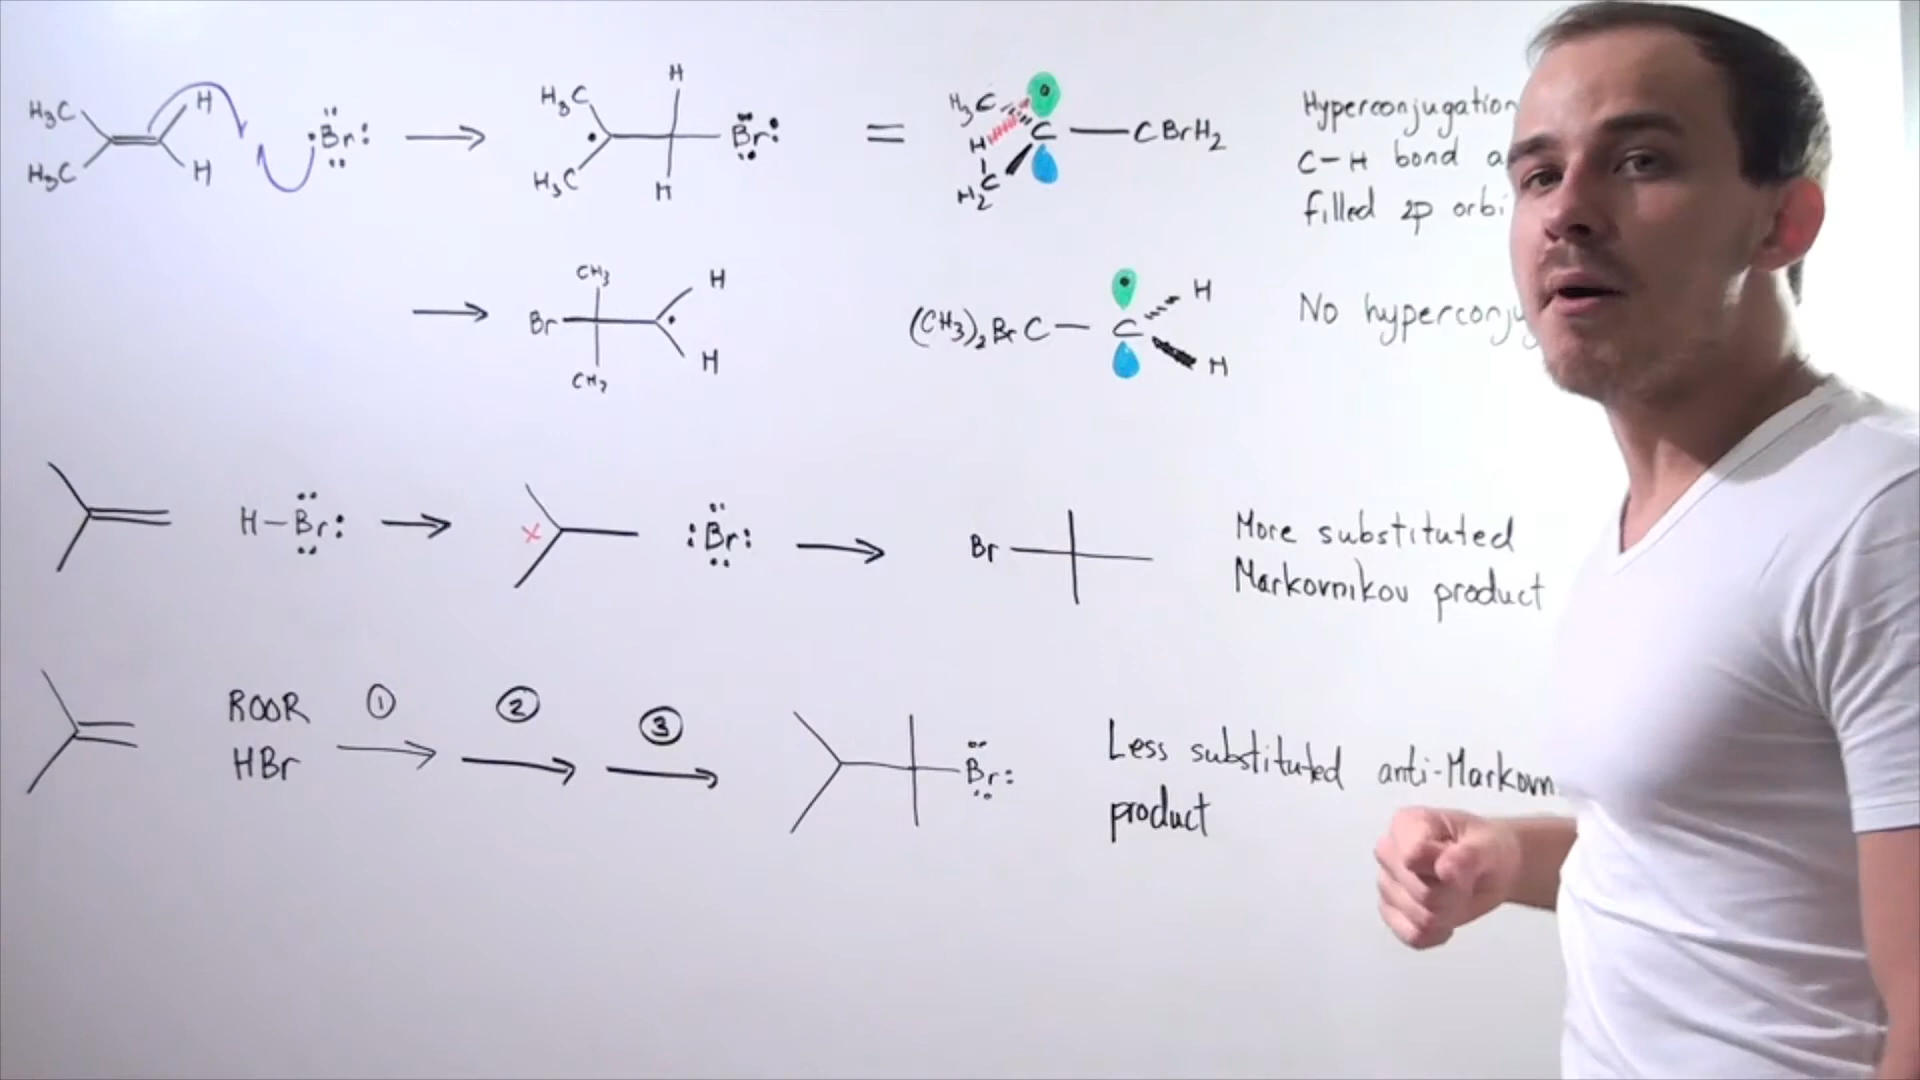 H₃C H H₃C H Br
H₃C H H₃C H Br
H₃C C CBrH₂ H C H₂
Hyperconjugation
C-H bond a
filled 2p orbi
CH₃ Br CH₃ H H
(CH₃)₂BrC C H H
No hyperconju
H-Br: :Br: Br
x
More substituted
Markovnikov product
ROOR
HBr
1 2 3
Br:
Less substituted anti-Markovn
product